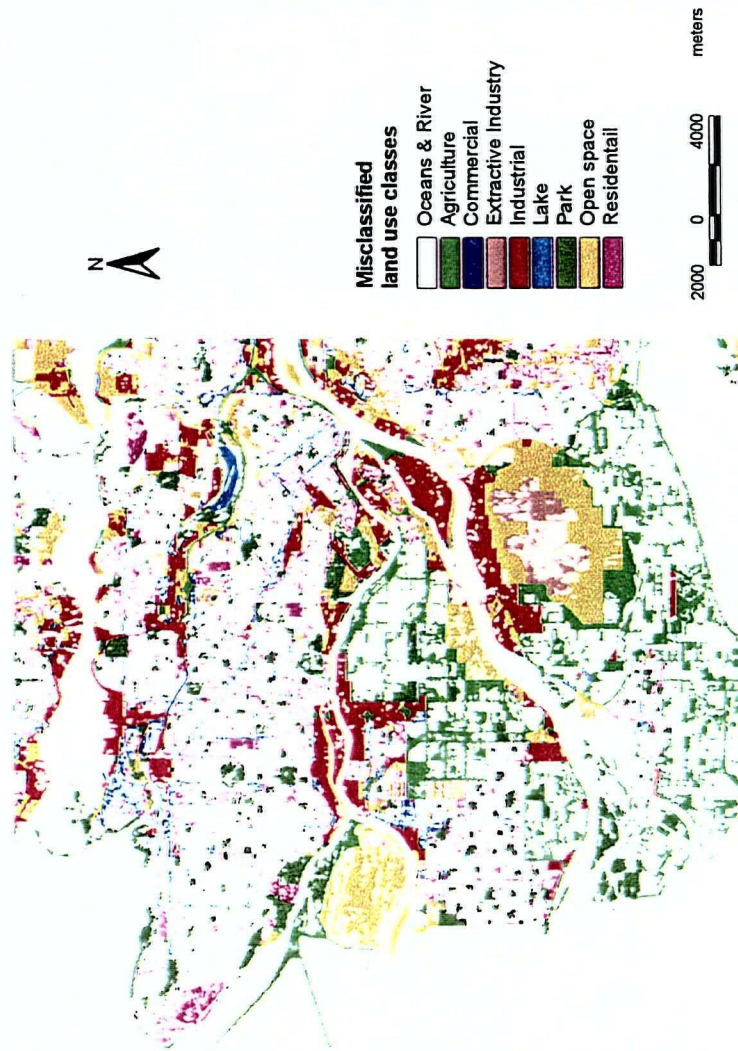 N
Misclassified
land use classes
Oceans & River
Agriculture
Commercial
Extractive Industry
Industrial
Lake
Park
Open space
Residentail
2000 0 4000 meters